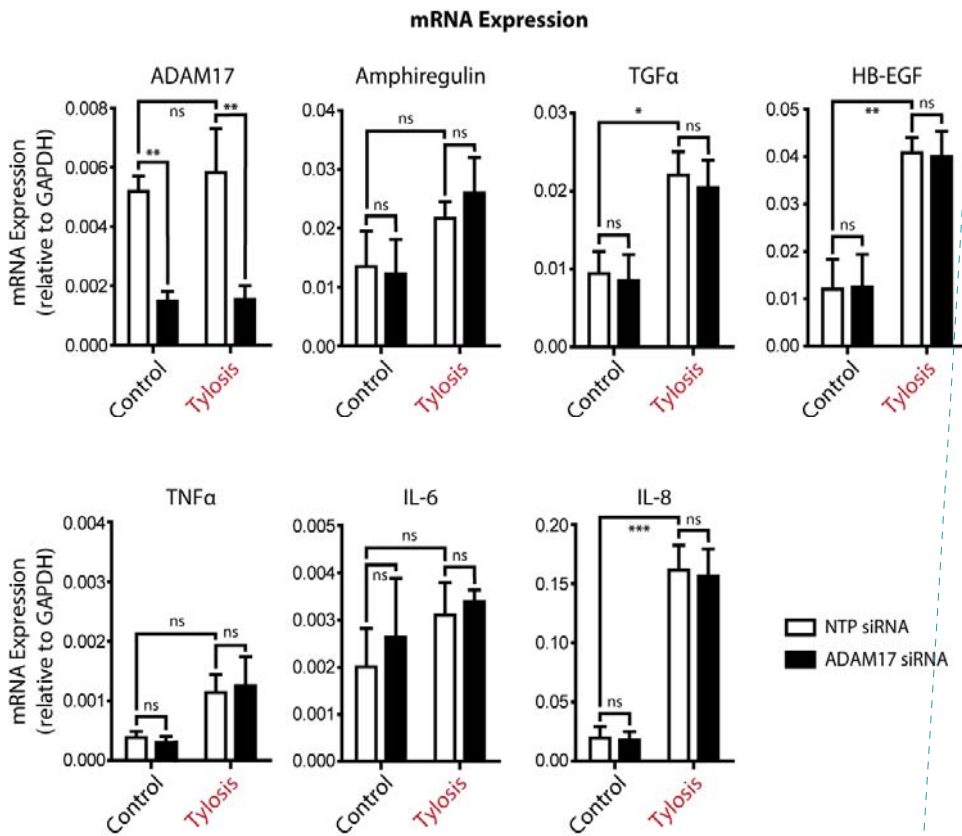 mRNA Expression
ADAM17
Amphiregulin
TGFα
HB-EGF
mRNA Expression
(relative to GAPDH)
0.008
0.006
0.004
0.002
0.000
ns
**
**
Control
Tylosis
0.04
0.03
0.02
0.01
0.00
ns
ns
ns
Control
Tylosis
0.03
0.02
0.01
0.00
*
ns
ns
Control
Tylosis
0.05
0.04
0.03
0.02
0.01
0.00
**
ns
ns
Control
Tylosis
TNFα
IL-6
IL-8
mRNA Expression
(relative to GAPDH)
0.004
0.003
0.002
0.001
0.000
ns
ns
ns
Control
Tylosis
0.005
0.004
0.003
0.002
0.001
0.000
ns
ns
ns
Control
Tylosis
0.20
0.15
0.10
0.05
0.00
***
ns
ns
Control
Tylosis
NTP siRNA
ADAM17 siRNA